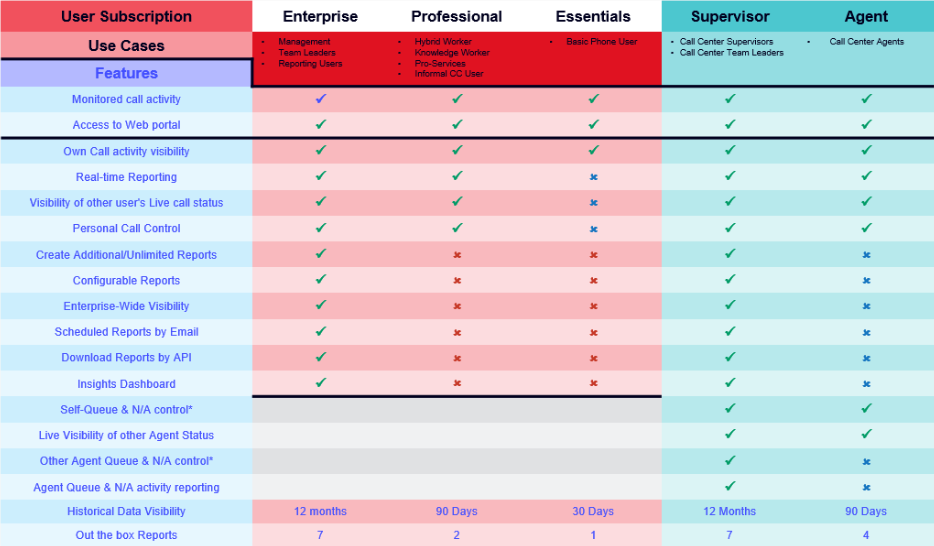 User Subscription Enterprise Professional Essentials Supervisor Agent
Use Cases
- Management
- Team Leaders
- Reporting Users
- Hybrid Worker
- Knowledge Worker
- Pro-Services
- Informal CC User
- Basic Phone User
- Call Center Supervisors
- Call Center Team Leaders
- Call Center Agents
Features
Monitored call activity ✓ ✓ ✓ ✓ ✓
Access to Web portal ✓ ✓ ✓ ✓ ✓
Own Call activity visibility ✓ ✓ ✓ ✓ ✓
Real-time Reporting ✓ ✓ × ✓ ✓
Visibility of other user's Live call status ✓ ✓ × ✓ ✓
Personal Call Control ✓ ✓ × ✓ ✓
Create Additional/Unlimited Reports ✓ × × ✓ ×
Configurable Reports ✓ × × ✓ ×
Enterprise-Wide Visibility ✓ × × ✓ ×
Scheduled Reports by Email ✓ × × ✓ ×
Download Reports by API ✓ × × ✓ ×
Insights Dashboard ✓ × × ✓ ×
Self-Queue & N/A control* ✓ ✓
Live Visibility of other Agent Status ✓ ✓
Other Agent Queue & N/A control* ✓ ×
Agent Queue & N/A activity reporting ✓ ×
Historical Data Visibility 12 months 90 Days 30 Days 12 Months 90 Days
Out the box Reports 7 2 1 7 4